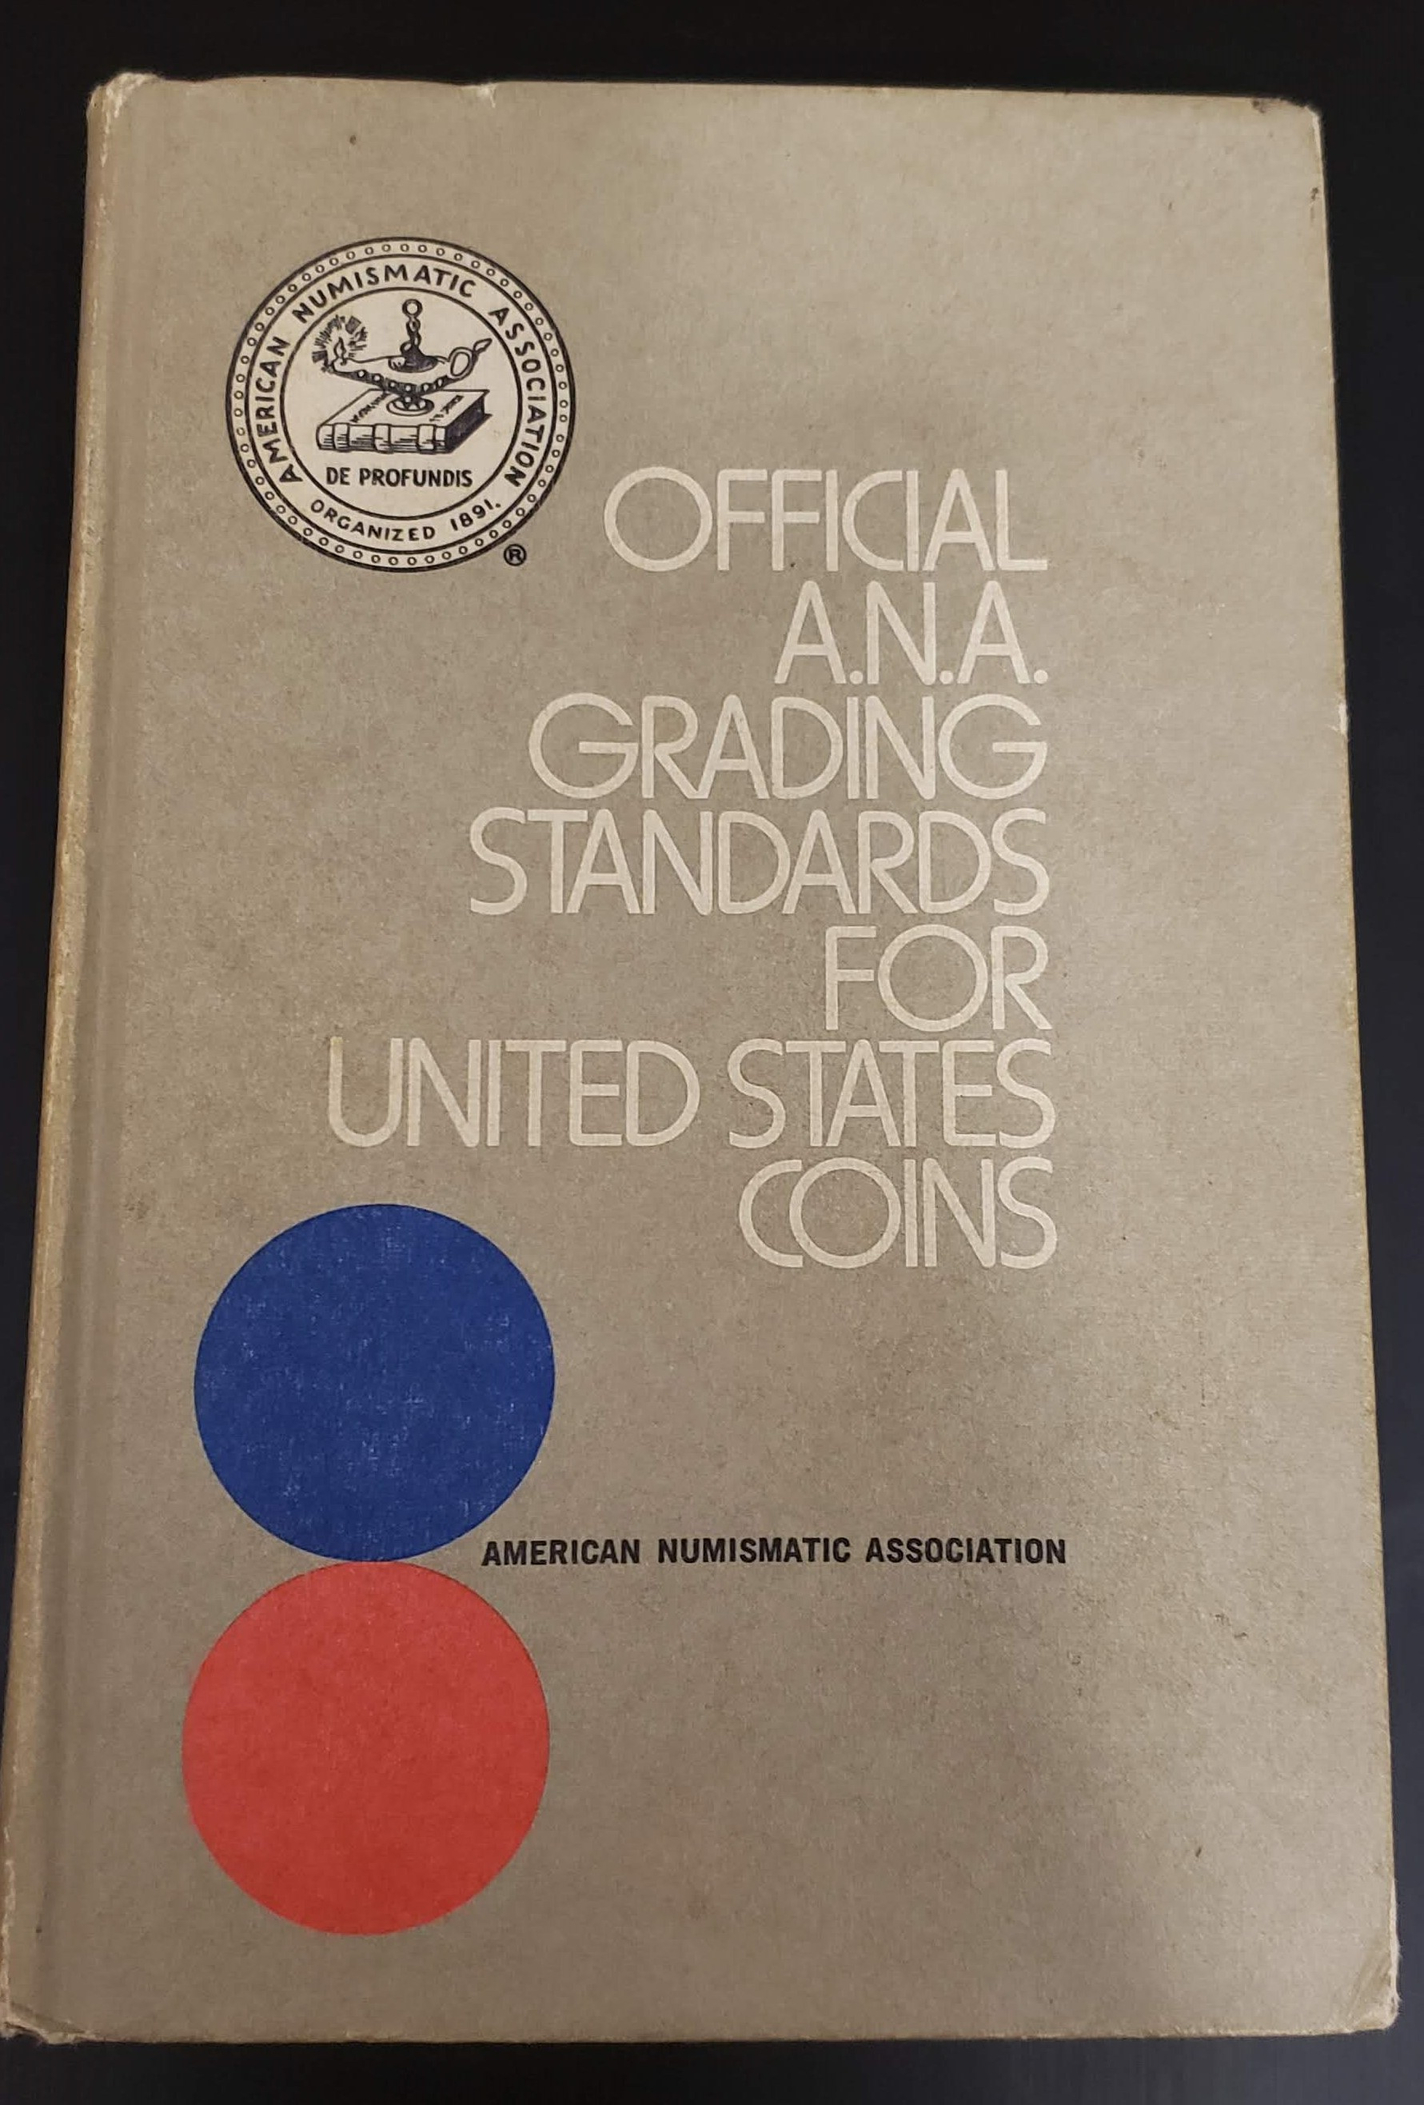 AMERICAN NUMISMATIC ASSOCIATION
DE PROFUNDIS
ORGANIZED 1891.
®
OFFICIAL
A.N.A.
GRADING
STANDARDS
FOR
UNITED STATES
COINS
AMERICAN NUMISMATIC ASSOCIATION